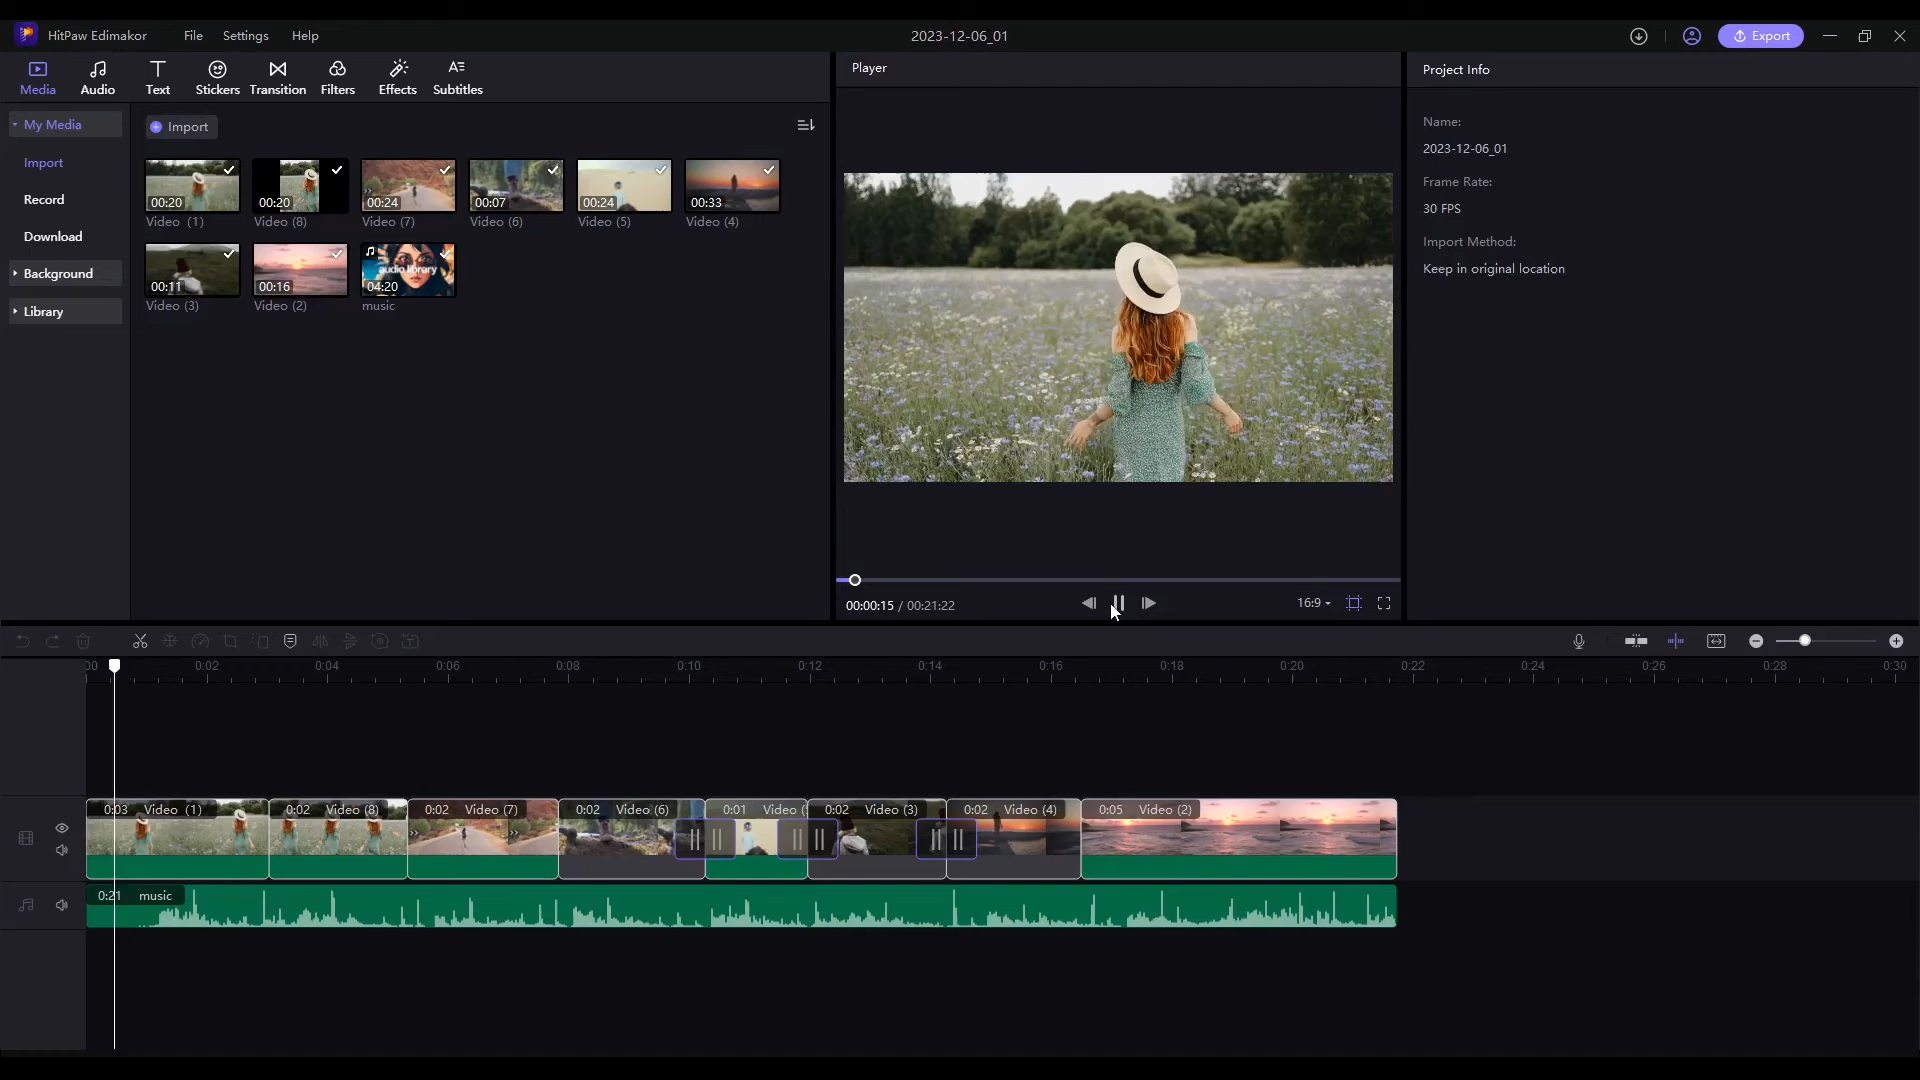 HitPaw Edimakor File Settings Help 2023-12-06_01 Export
Media Audio Text Stickers Transition Filters Effects Subtitles
Player
Project Info
My Media
Import
Record
Download
Background
Library
Import
00:20 00:20 00:24 00:07 00:24 00:33
Video (1) Video (8) Video (7) Video (6) Video (5) Video (4)
audio library
00:11 00:16 04:20
Video (3) Video (2) music
00:00:15 / 00:21:22
16:9
Name:
2023-12-06_01
Frame Rate:
30 FPS
Import Method:
Keep in original location
00 0:02 0:04 0:06 0:08 0:10 0:12 0:14 0:16 0:18 0:20 0:22 0:24 0:26 0:28 0:30
0:03 Video (1) 0:02 Video (8) 0:02 Video (7) 0:02 Video (6) 0:01 Video ( 0:02 Video (3) 0:02 Video (4) 0:05 Video (2)
0:21 music